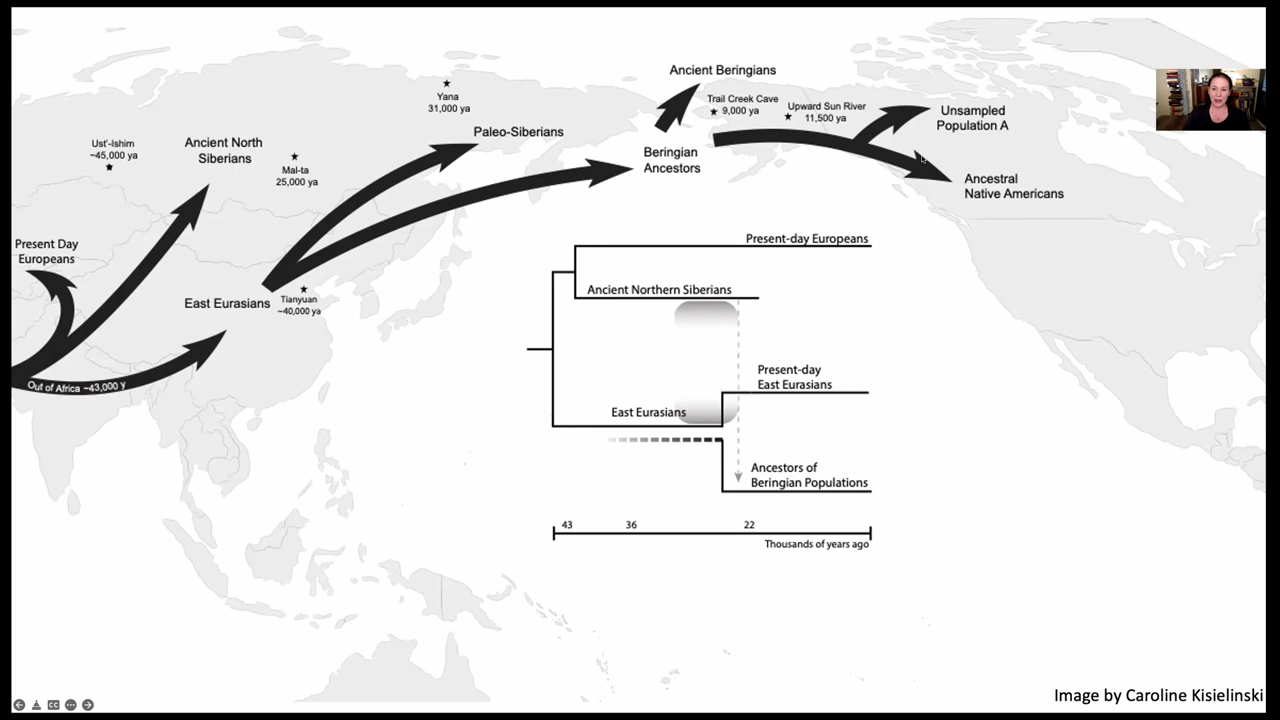 Ancient Beringians
Yana
31,000 ya
Trail Creek Cave
9,000 ya
Upward Sun River
11,500 ya
Unsampled
Population A
Paleo-Siberians
Ust'-Ishim
~45,000 ya
Ancient North
Siberians
Mal-ta
25,000 ya
Beringian
Ancestors
Ancestral
Native Americans
Present Day
Europeans
East Eurasians
Tianyuan
~40,000 ya
Out of Africa ~43,000 y
Present-day Europeans
Ancient Northern Siberians
Present-day
East Eurasians
East Eurasians
Ancestors of
Beringian Populations
43 36 22
Thousands of years ago
Image by Caroline Kisielinski